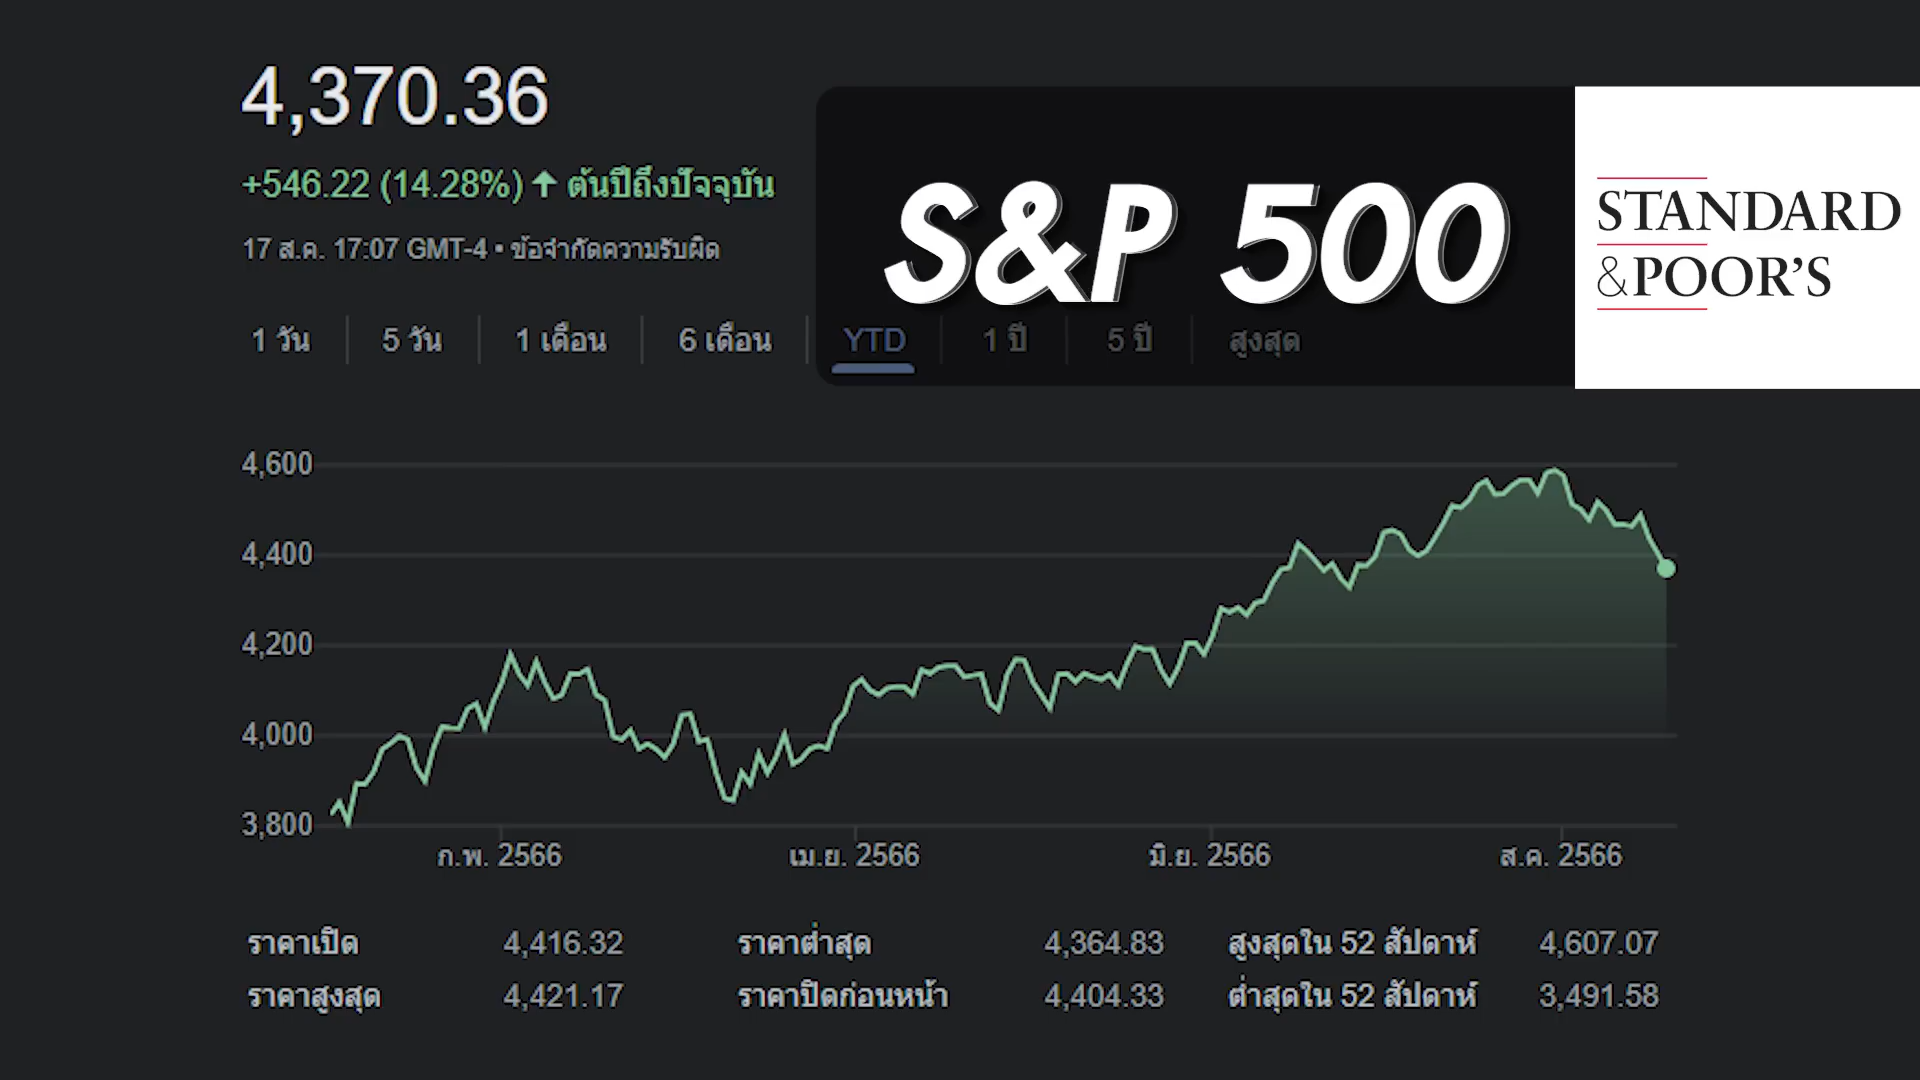 4,370.36
+546.22 (14.28%) ↑ ต้นปีถึงปัจจุบัน
17 ส.ค. 17:07 GMT-4 • ข้อจำกัดความรับผิด
S&P 500
STANDARD
&POOR'S
1 วัน 5 วัน 1 เดือน 6 เดือน YTD 1 ปี 5 ปี สูงสุด
4,600
4,400
4,200
4,000
3,800
ก.พ. 2566 เม.ย. 2566 มิ.ย. 2566 ส.ค. 2566
ราคาเปิด 4,416.32 ราคาต่ำสุด 4,364.83 สูงสุดใน 52 สัปดาห์ 4,607.07
ราคาสูงสุด 4,421.17 ราคาปิดก่อนหน้า 4,404.33 ต่ำสุดใน 52 สัปดาห์ 3,491.58